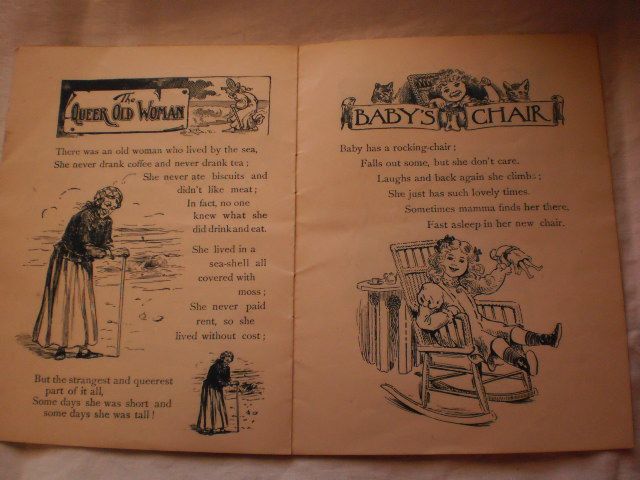 The
QUEER OLD WOMAN
There was an old woman who lived by the sea,
She never drank coffee and never drank tea;
She never ate biscuits and
didn't like meat;
In fact, no one
knew what she
did drink and eat.
She lived in a
sea-shell all
covered with
moss;
She never paid
rent, so she
lived without cost;
But the strangest and queerest
part of it all,
Some days she was short and
some days she was tall!
BABY'S CHAIR
Baby has a rocking-chair;
Falls out some, but she don't care.
Laughs and back again she climbs;
She just has such lovely times.
Sometimes mamma finds her there,
Fast asleep in her new chair.